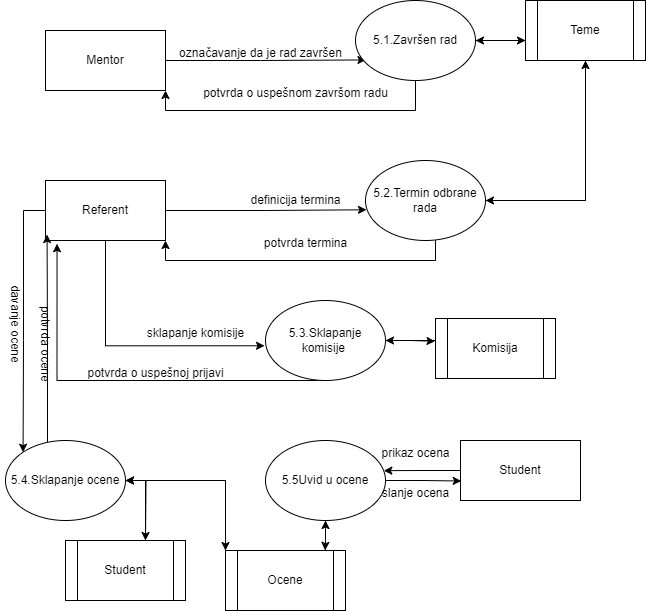 Teme
5.1.Završen rad
Mentor
označavanje da je rad završen
potvrda o uspešnom završom radu
5.2.Termin odbrane
rada
definicija termina
Referent
potvrda termina
davanje ocene
potvrda ocene
sklapanje komisije
5.3.Sklapanje
komisije
Komisija
potvrda o uspešnoj prijavi
prikaz ocena
5.4.Sklapanje ocene
5.5Uvid u ocene
Student
slanje ocena
Student
Ocene